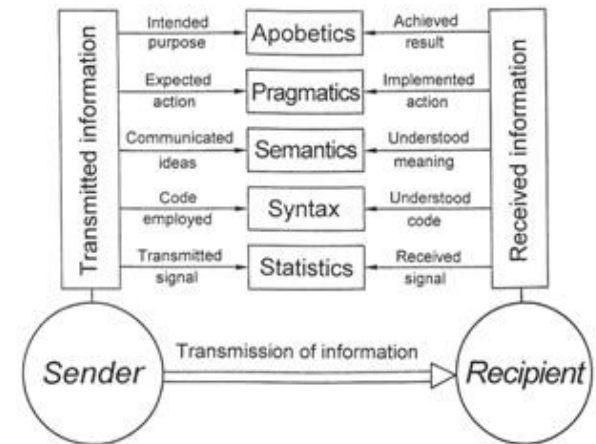 Transmitted information
Intended
purpose
Apobetics
Achieved
result
Expected
action
Pragmatics
Implemented
action
Communicated
ideas
Semantics
Understood
meaning
Code
employed
Syntax
Understood
code
Transmitted
signal
Statistics
Received
signal
Received information
Sender
Transmission of information
Recipient